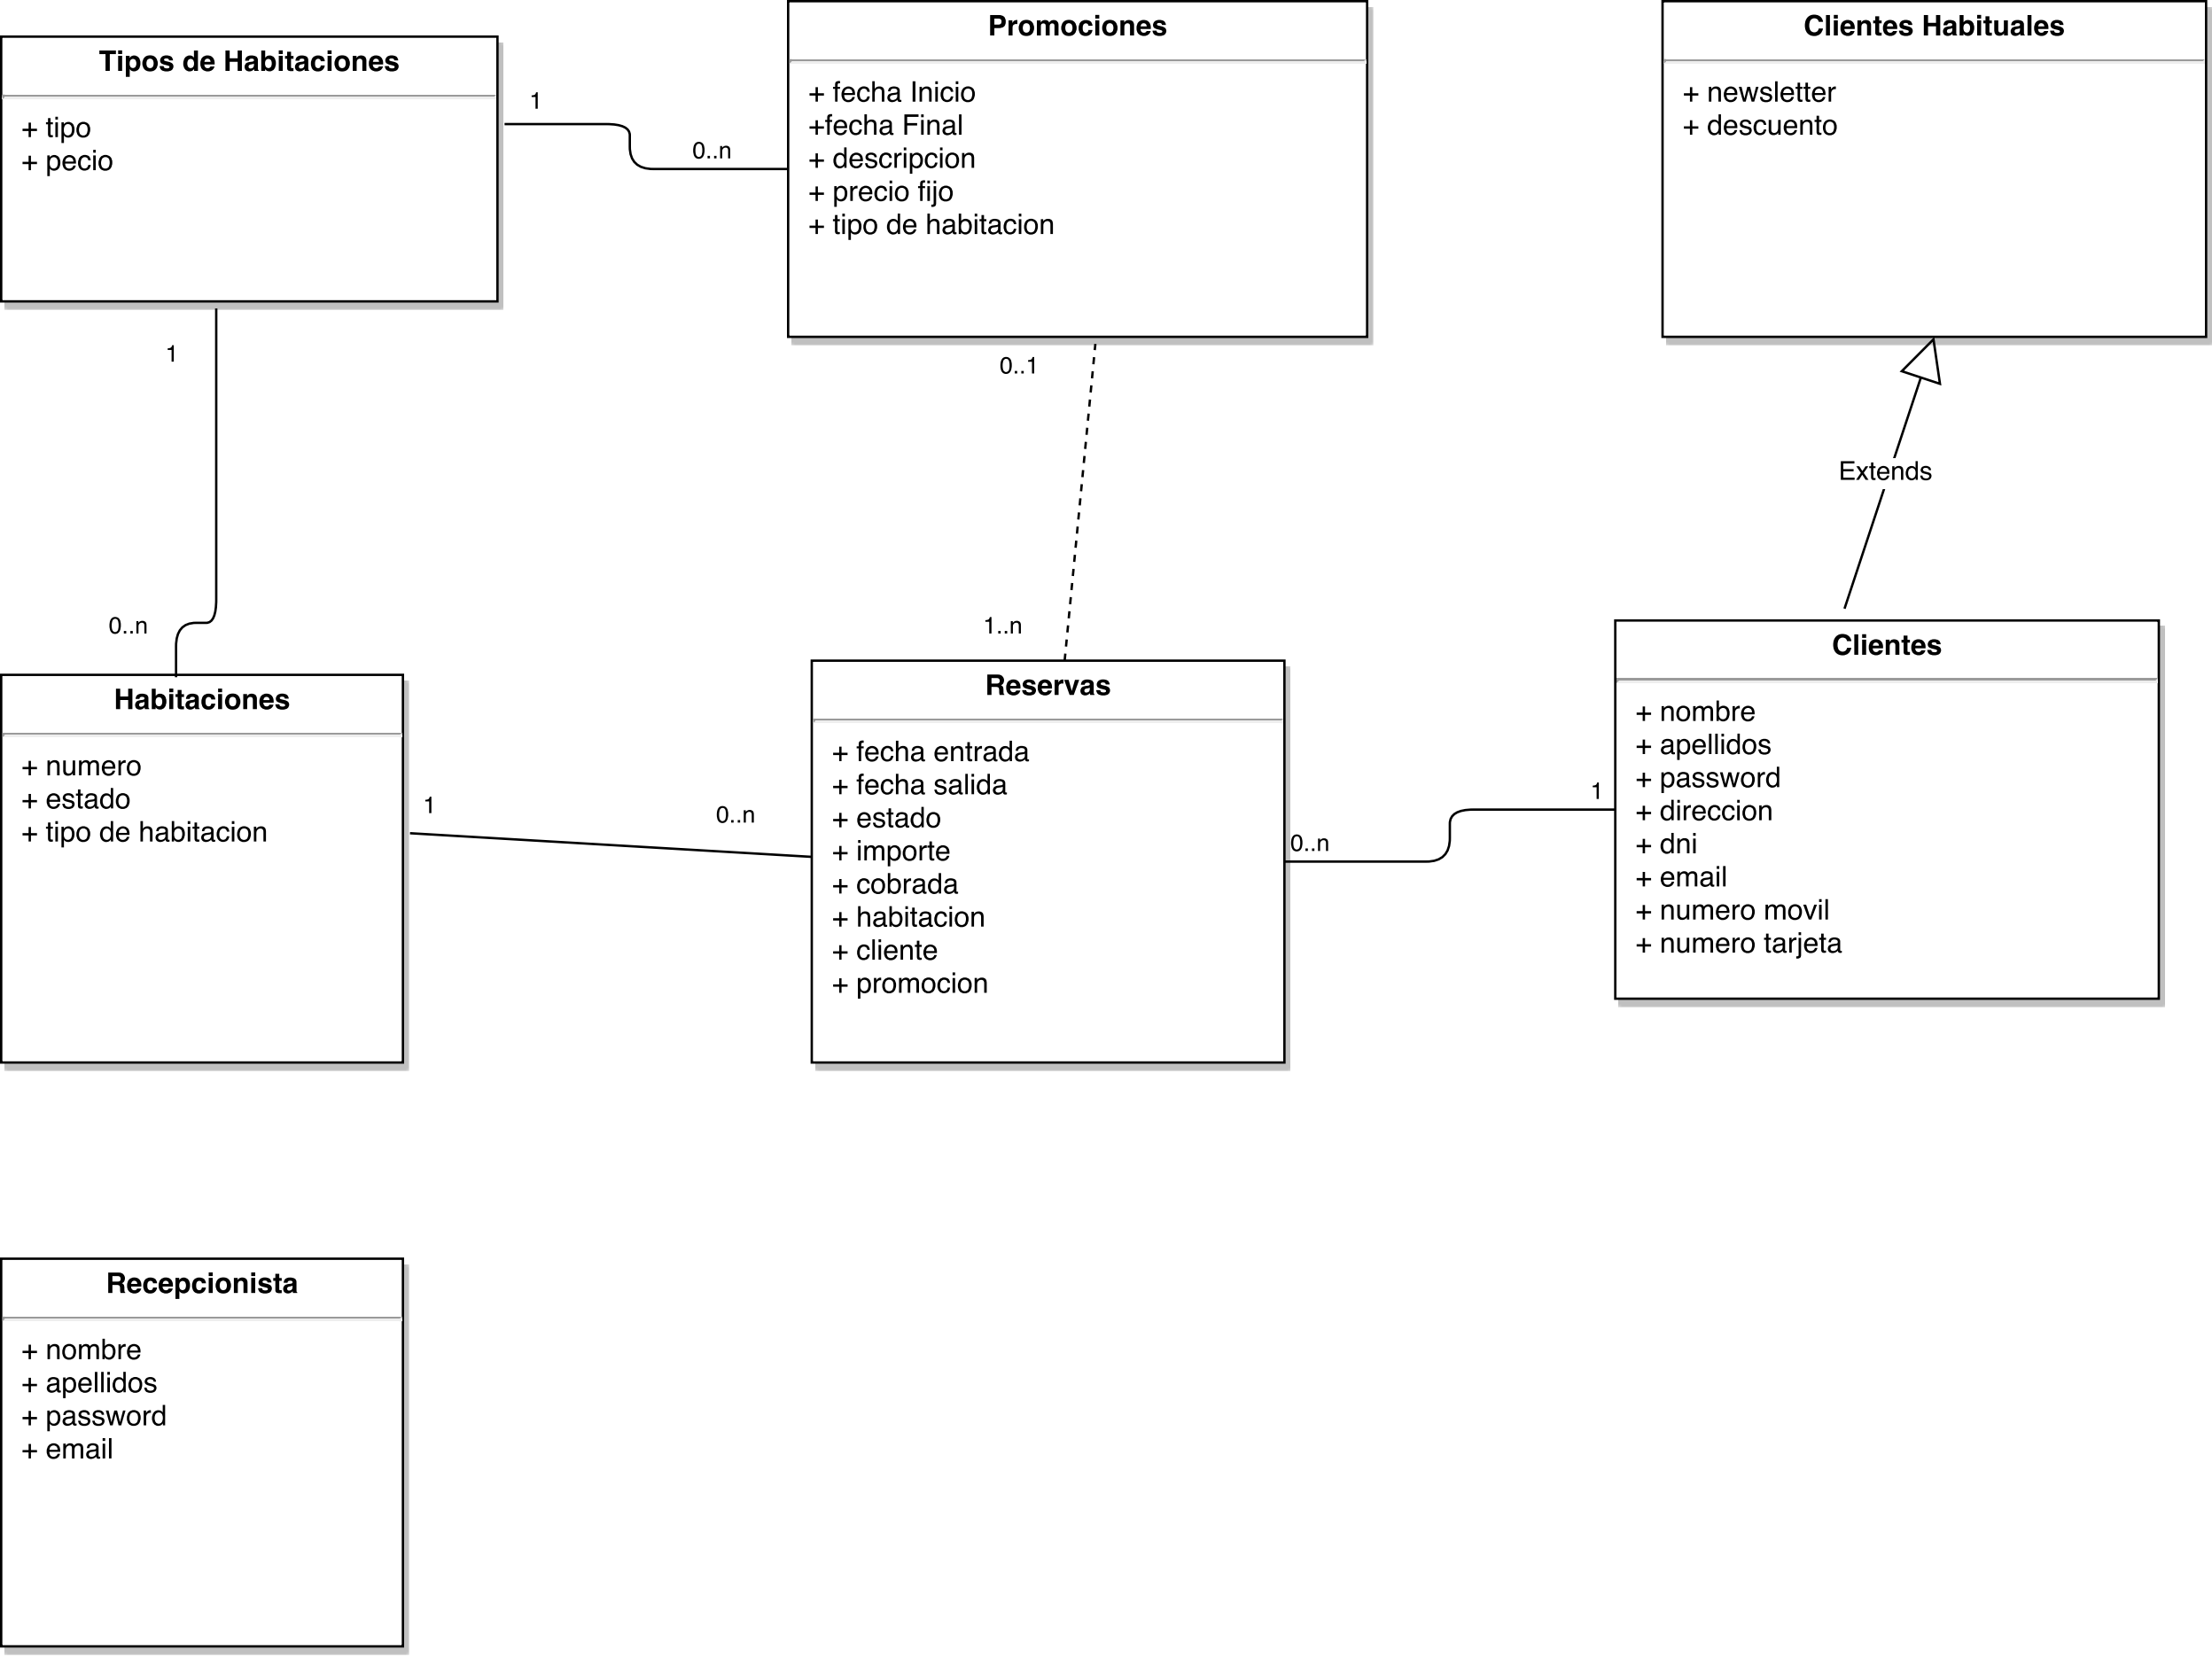 Tipos de Habitaciones
+ tipo
+ pecio
1
0..n
Promociones
+ fecha Inicio
+fecha Final
+ descripcion
+ precio fijo
+ tipo de habitacion
Clientes Habituales
+ newsletter
+ descuento
1
0..n
0..1
1..n
Extends
Habitaciones
+ numero
+ estado
+ tipo de habitacion
1
0..n
Reservas
+ fecha entrada
+ fecha salida
+ estado
+ importe
+ cobrada
+ habitacion
+ cliente
+ promocion
0..n
1
Clientes
+ nombre
+ apellidos
+ password
+ direccion
+ dni
+ email
+ numero movil
+ numero tarjeta
Recepcionista
+ nombre
+ apellidos
+ password
+ email